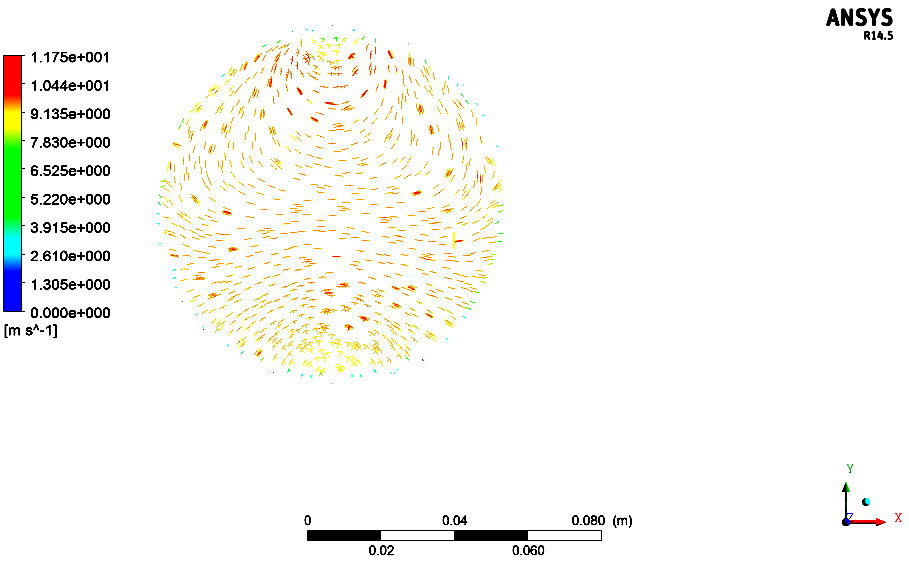 ANSYS
R14.5
1.175e+001
1.044e+001
9.135e+000
7.830e+000
6.525e+000
5.220e+000
3.915e+000
2.610e+000
1.305e+000
0.000e+000
[m s^-1]
Y
Z
X
0 0.04 0.080 (m)
0.02 0.060